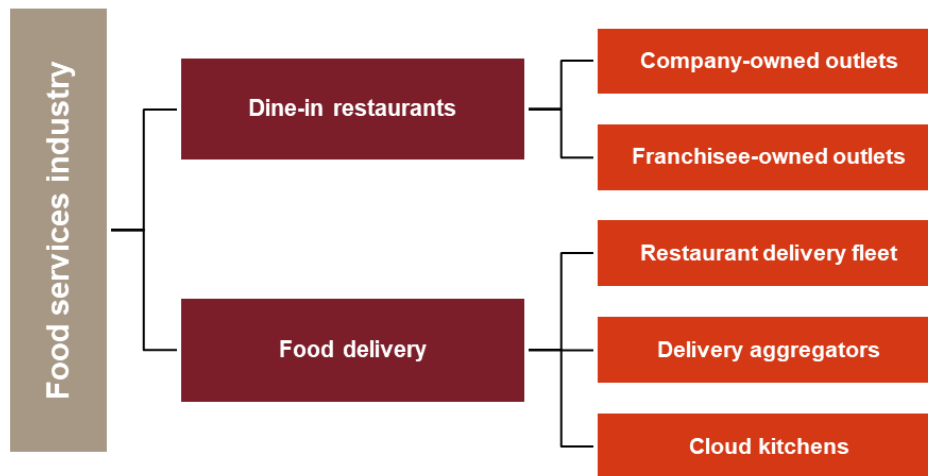 Food services industry
Dine-in restaurants
Company-owned outlets
Franchisee-owned outlets
Food delivery
Restaurant delivery fleet
Delivery aggregators
Cloud kitchens